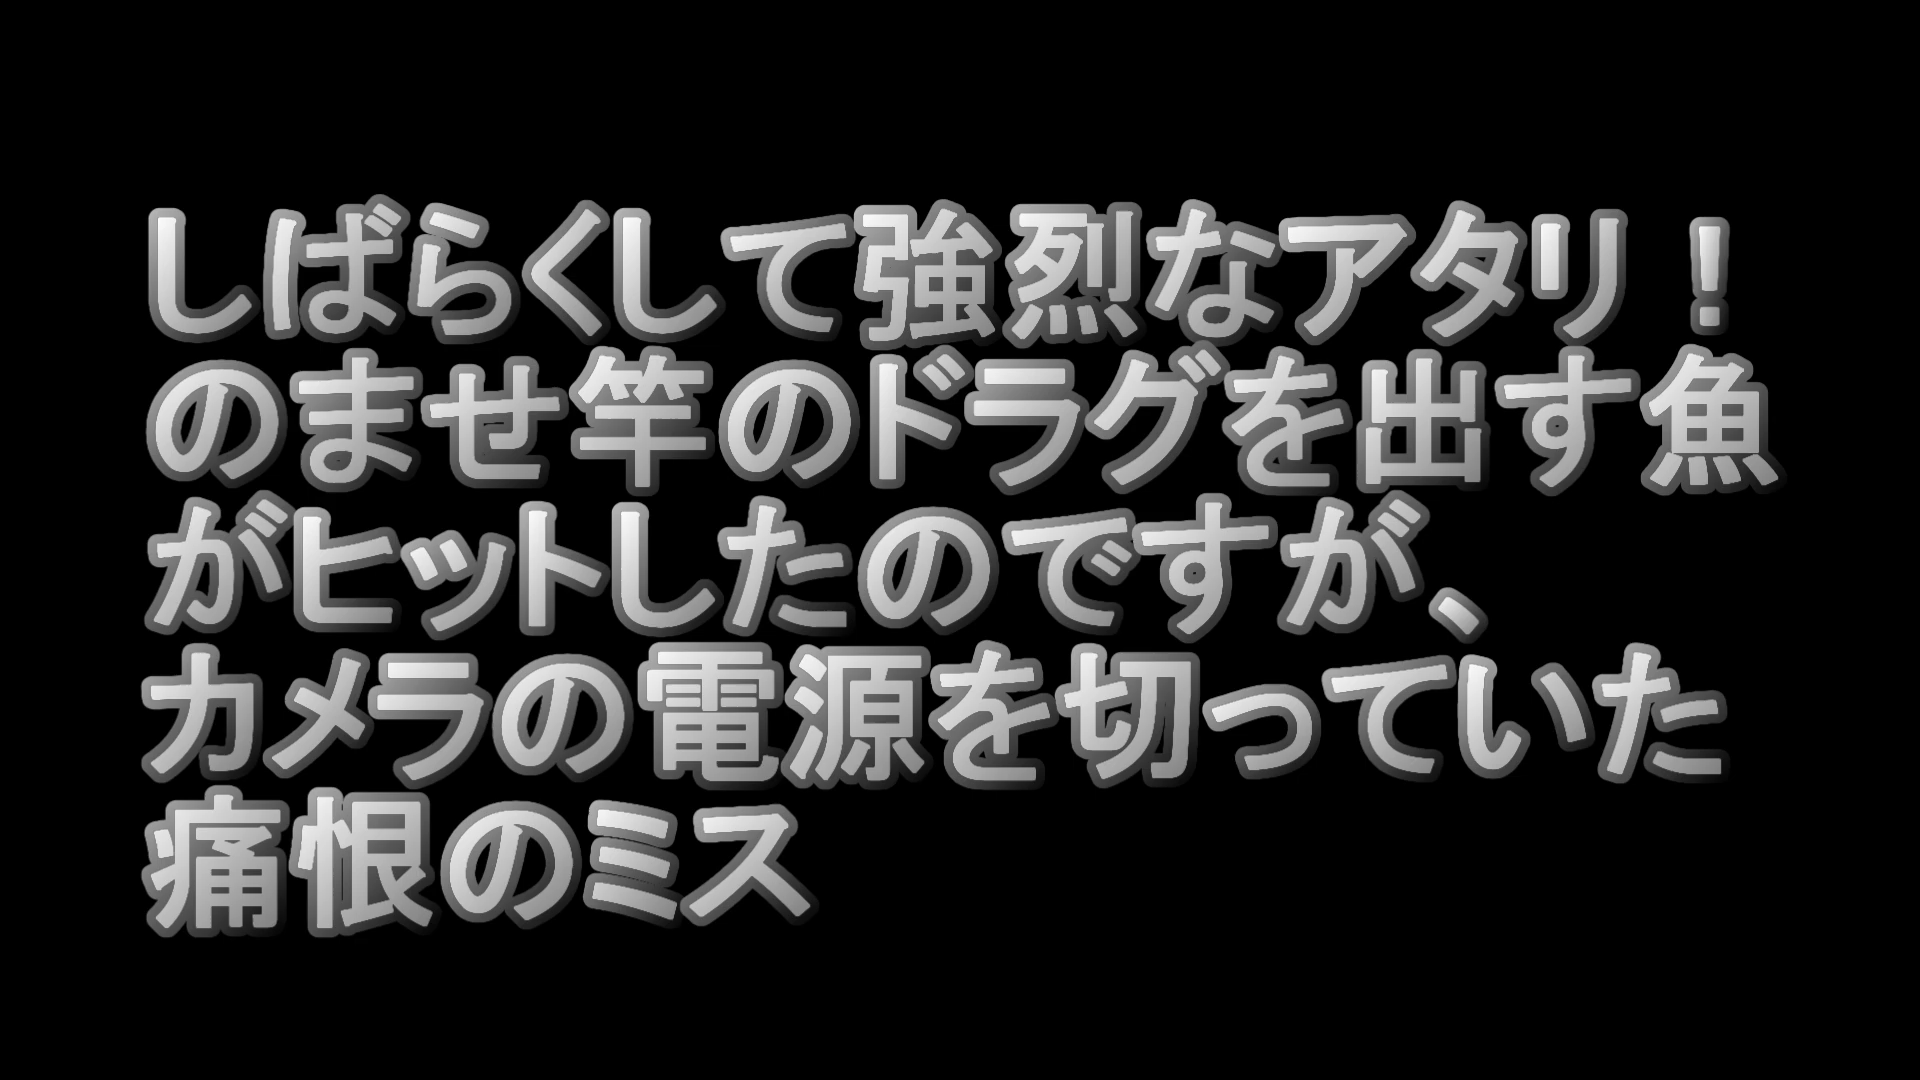 しばらくして強烈なアタリ！
のませ竿のドラグを出す魚
がヒットしたのですが、
カメラの電源を切っていた
痛恨のミス